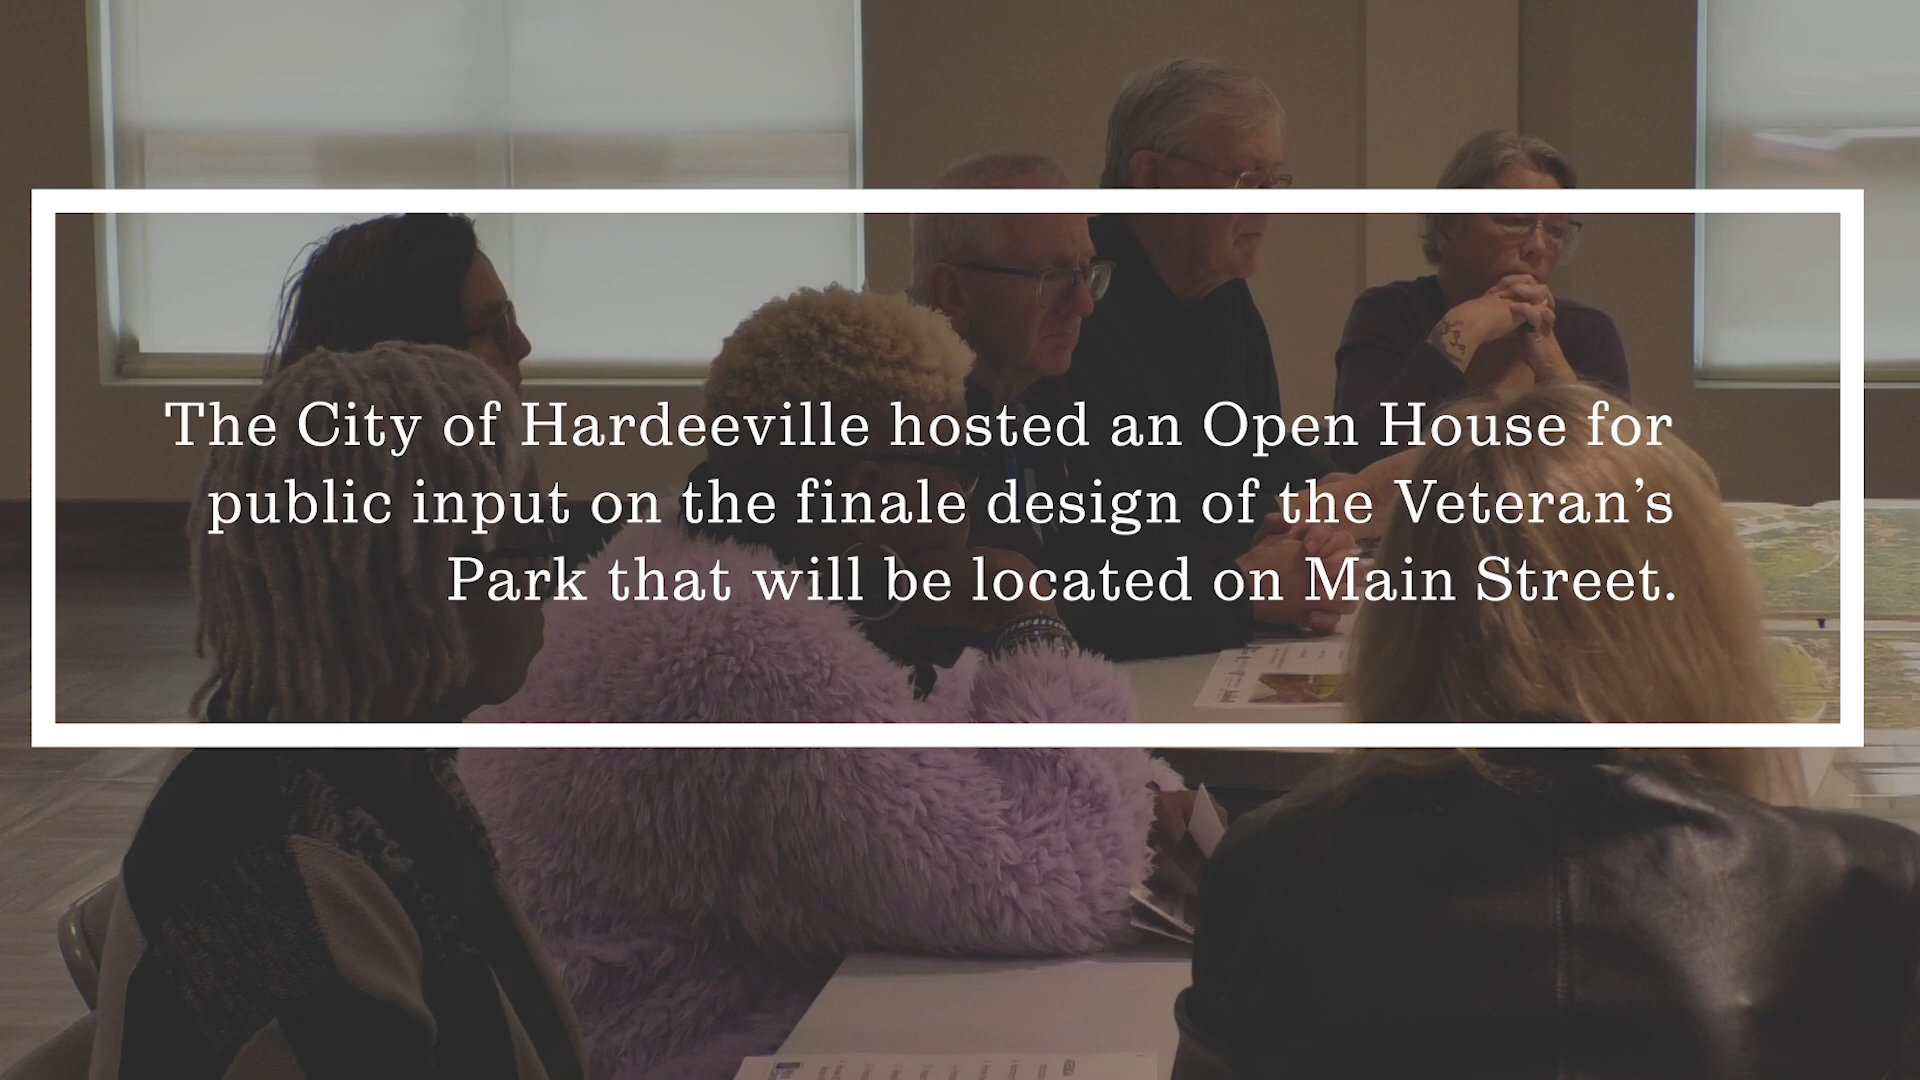 The City of Hardeeville hosted an Open House for
public input on the finale design of the Veteran’s
Park that will be located on Main Street.